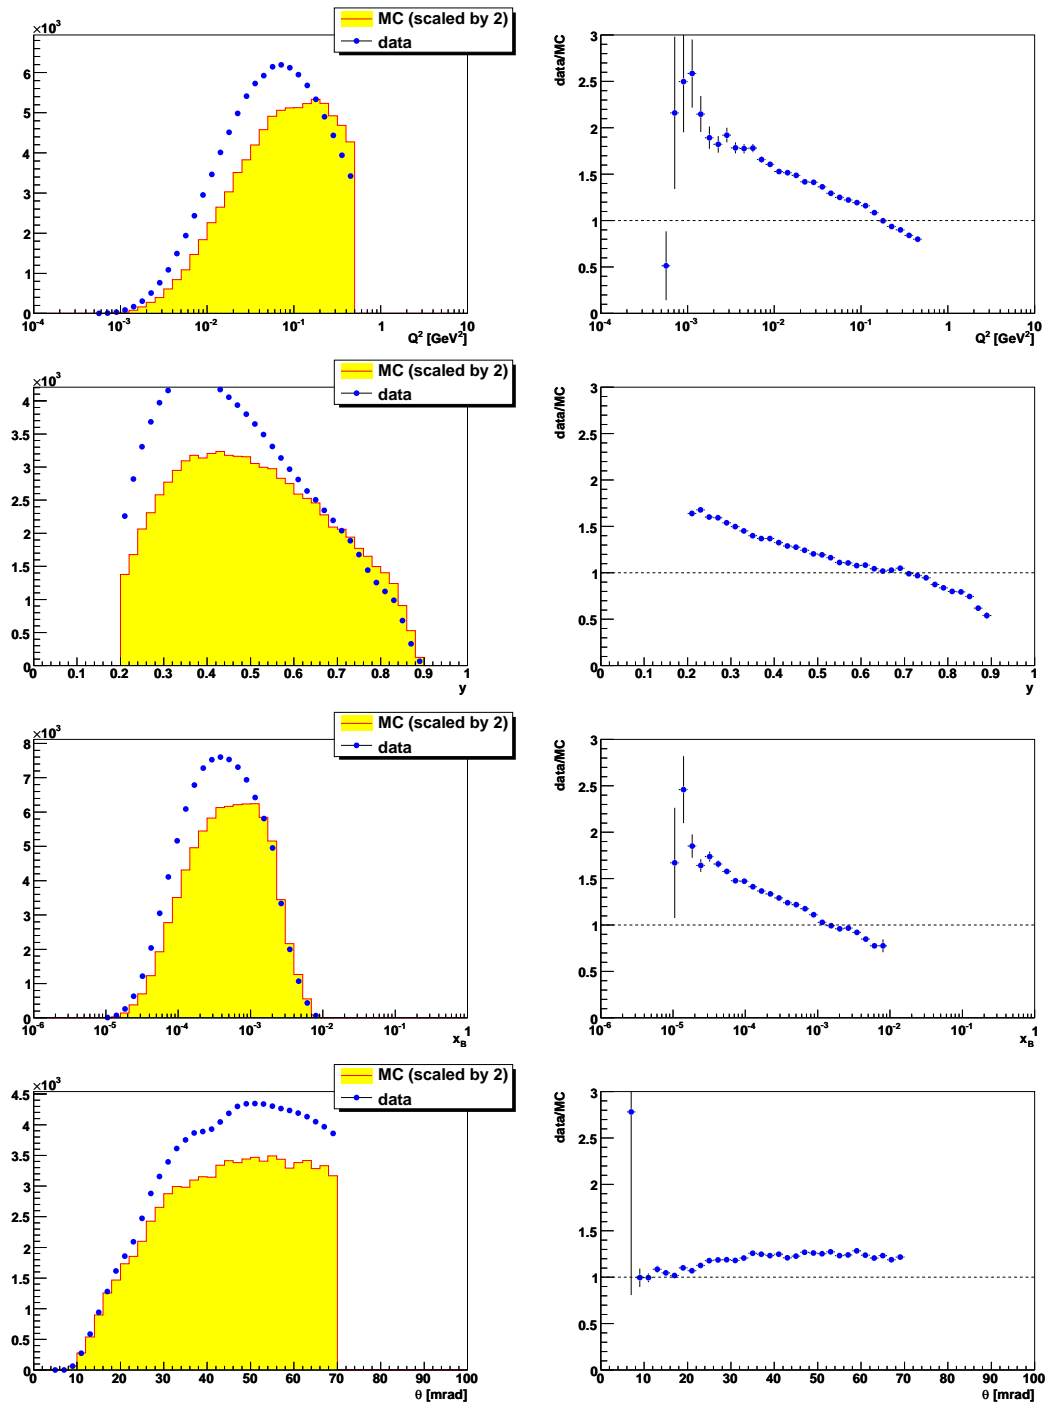 ×10³
MC (scaled by 2)
data
6
5
4
3
2
1
0
10⁻⁴ 10⁻³ 10⁻² 10⁻¹ 1 10
Q² [GeV²]
data/MC
3
2.5
2
1.5
1
0.5
0
10⁻⁴ 10⁻³ 10⁻² 10⁻¹ 1 10
Q² [GeV²]
×10³
MC (scaled by 2)
data
4
3.5
3
2.5
2
1.5
1
0.5
0
0 0.1 0.2 0.3 0.4 0.5 0.6 0.7 0.8 0.9 1
y
data/MC
3
2.5
2
1.5
1
0.5
0
0 0.1 0.2 0.3 0.4 0.5 0.6 0.7 0.8 0.9 1
y
×10³
MC (scaled by 2)
data
8
7
6
5
4
3
2
1
0
10⁻⁶ 10⁻⁵ 10⁻⁴ 10⁻³ 10⁻² 10⁻¹ 1
x_B
data/MC
3
2.5
2
1.5
1
0.5
0
10⁻⁶ 10⁻⁵ 10⁻⁴ 10⁻³ 10⁻² 10⁻¹ 1
x_B
×10³
MC (scaled by 2)
data
4.5
4
3.5
3
2.5
2
1.5
1
0.5
0
0 10 20 30 40 50 60 70 80 90 100
θ [mrad]
data/MC
3
2.5
2
1.5
1
0.5
0
0 10 20 30 40 50 60 70 80 90 100
θ [mrad]